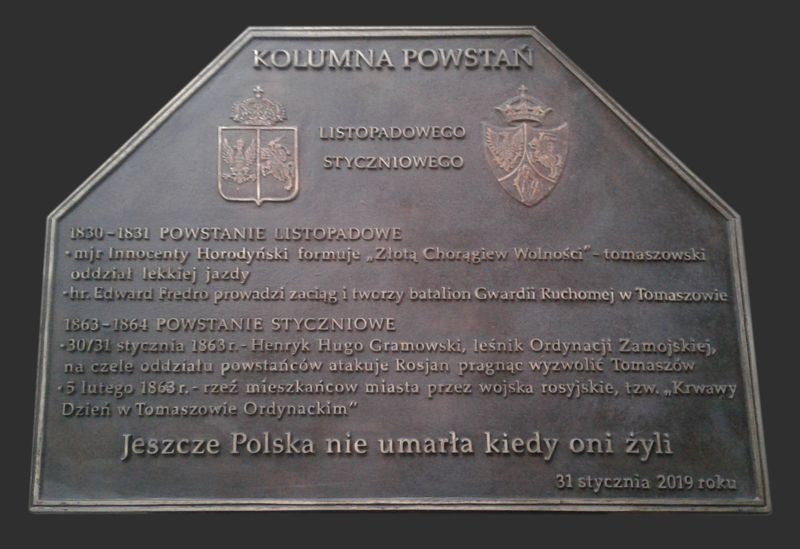 KOLUMNA POWSTAŃ
LISTOPADOWEGO
STYCZNIOWEGO
1830-1831 POWSTANIE LISTOPADOWE
• mjr Innocenty Horodyński formuje „Złotą Chorągiew Wolności” - tomaszowski
oddział lekkiej jazdy
• hr. Edward Fredro prowadzi zaciąg i tworzy batalion Gwardii Ruchomej w Tomaszowie
1863-1864 POWSTANIE STYCZNIOWE
• 30/31 stycznia 1863 r. - Henryk Hugo Gramowski, leśnik Ordynacji Zamojskiej,
na czele oddziału powstańców atakuje Rosjan pragnąc wyzwolić Tomaszów
• 5 lutego 1863 r. - rzeź mieszkańcow miasta przez wojska rosyjskie, tzw. „Krwawy
Dzień w Tomaszowie Ordynackim”
Jeszcze Polska nie umarła kiedy oni żyli
31 stycznia 2019 roku